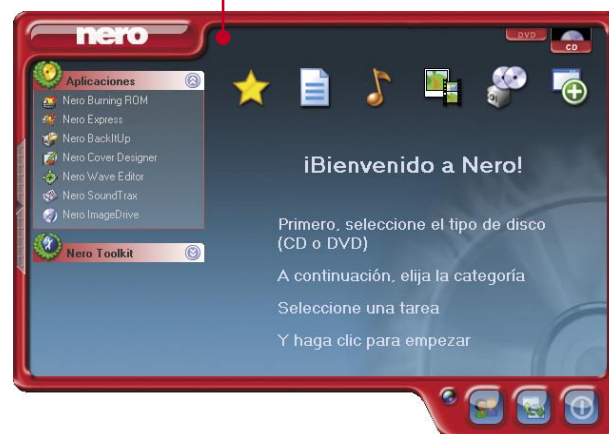 nero
DVD
CD
Aplicaciones
Nero Burning ROM
Nero Express
Nero BackItUp
Nero Cover Designer
Nero Wave Editor
Nero SoundTrax
Nero ImageDrive
Nero Toolkit
¡Bienvenido a Nero!
Primero, seleccione el tipo de disco
(CD o DVD)
A continuación, elija la categoría
Seleccione una tarea
Y haga clic para empezar